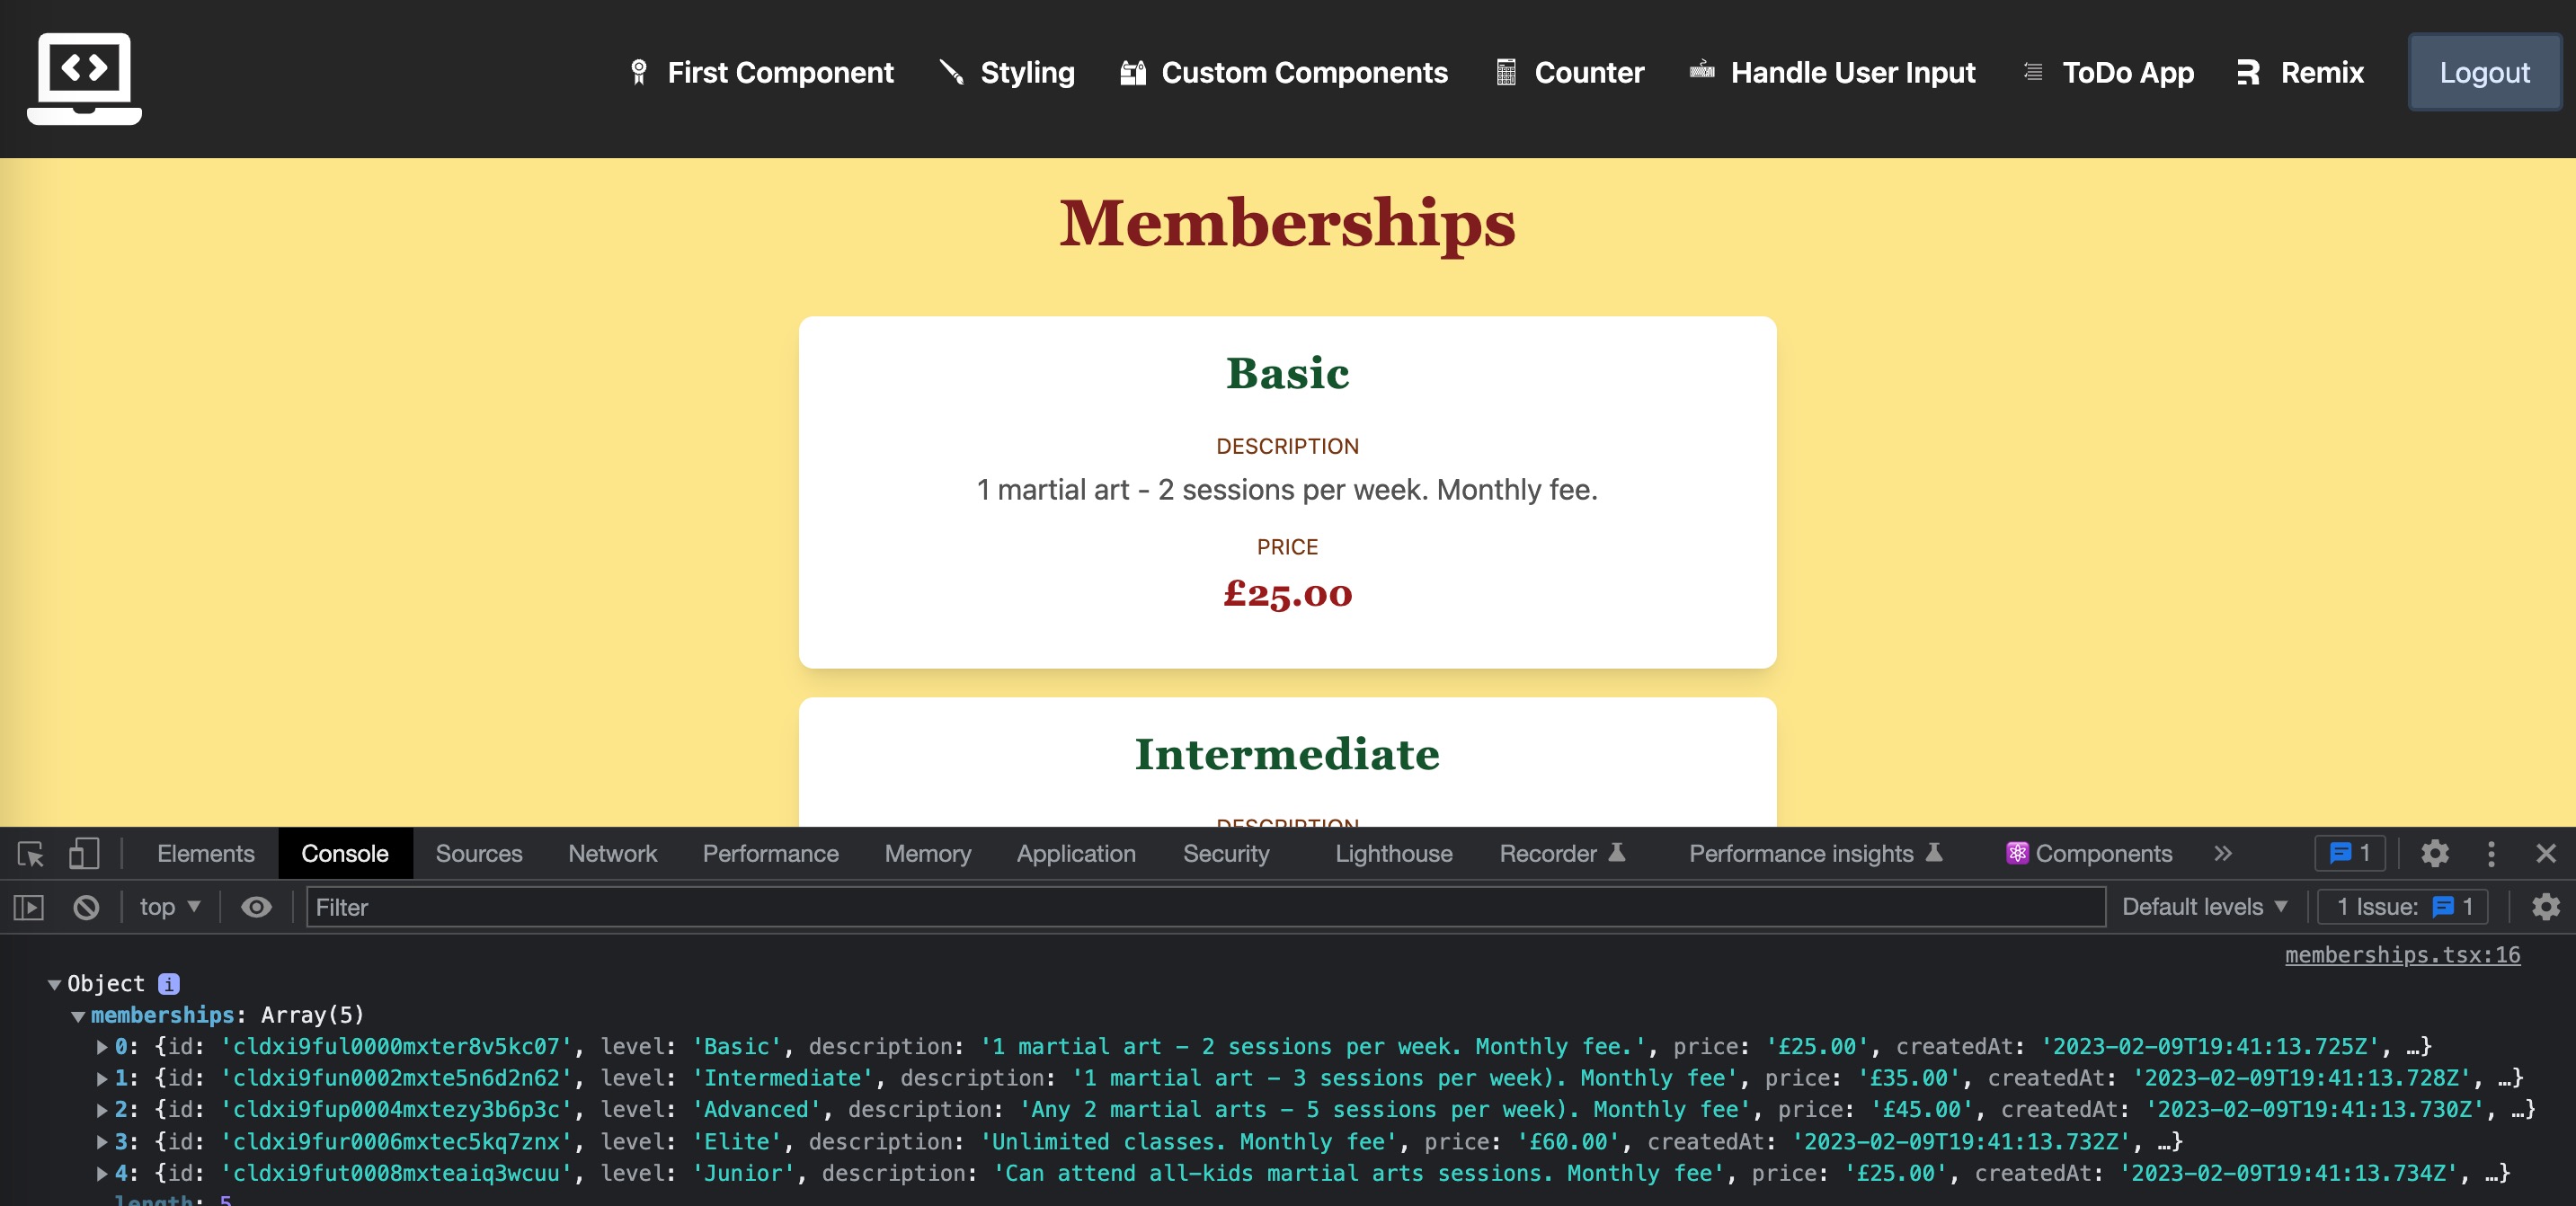 First Component Styling Custom Components Counter Handle User Input ToDo App Remix Logout
Memberships
Basic
DESCRIPTION
1 martial art - 2 sessions per week. Monthly fee.
PRICE
£25.00
Intermediate
DESCRIPTION
Elements Console Sources Network Performance Memory Application Security Lighthouse Recorder Performance insights Components 1
top Filter Default levels 1 Issue: 1
memberships.tsx:16
Object i
memberships: Array(5)
0: {id: 'cldxi9ful0000mxter8v5kc07', level: 'Basic', description: '1 martial art - 2 sessions per week. Monthly fee.', price: '£25.00', createdAt: '2023-02-09T19:41:13.725Z', …}
1: {id: 'cldxi9fun0002mxte5n6d2n62', level: 'Intermediate', description: '1 martial art - 3 sessions per week). Monthly fee', price: '£35.00', createdAt: '2023-02-09T19:41:13.728Z', …}
2: {id: 'cldxi9fup0004mxtezy3b6p3c', level: 'Advanced', description: 'Any 2 martial arts - 5 sessions per week). Monthly fee', price: '£45.00', createdAt: '2023-02-09T19:41:13.730Z', …}
3: {id: 'cldxi9fur0006mxtec5kq7znx', level: 'Elite', description: 'Unlimited classes. Monthly fee', price: '£60.00', createdAt: '2023-02-09T19:41:13.732Z', …}
4: {id: 'cldxi9fut0008mxteaiq3wcuu', level: 'Junior', description: 'Can attend all-kids martial arts sessions. Monthly fee', price: '£25.00', createdAt: '2023-02-09T19:41:13.734Z', …}
length: 5